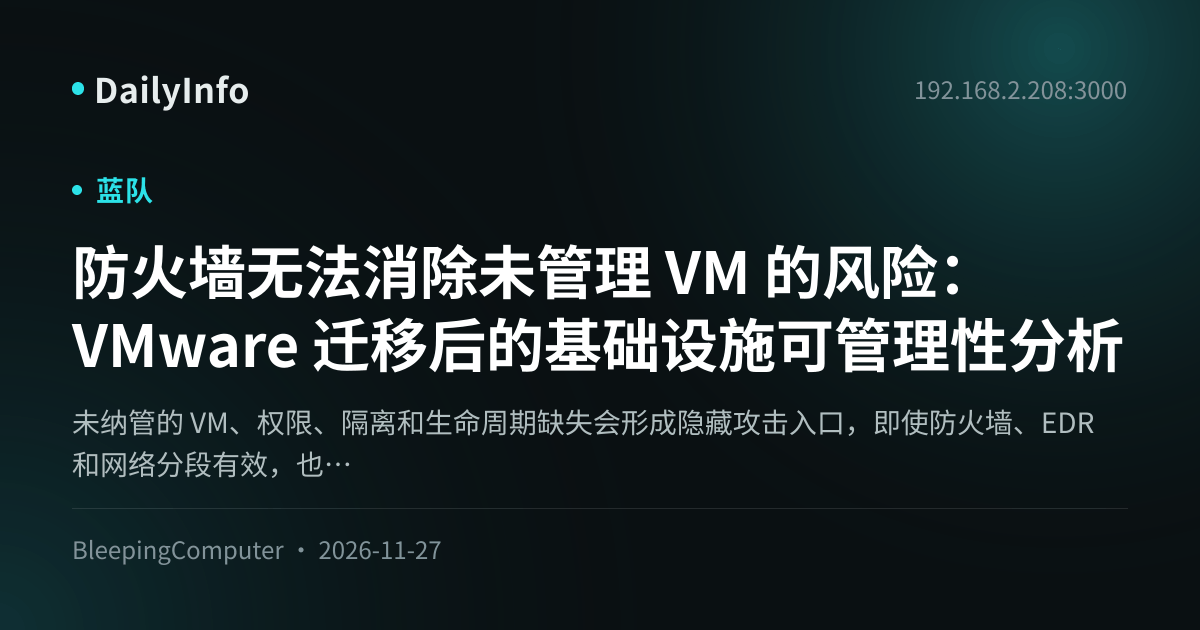 DailyInfo
192.168.2.208:3000
蓝队
防火墙无法消除未管理 VM 的风险：
VMware 迁移后的基础设施可管理性分析
未纳管的 VM、权限、隔离和生命周期缺失会形成隐藏攻击入口，即使防火墙、EDR
和网络分段有效，也…
BleepingComputer • 2026-11-27